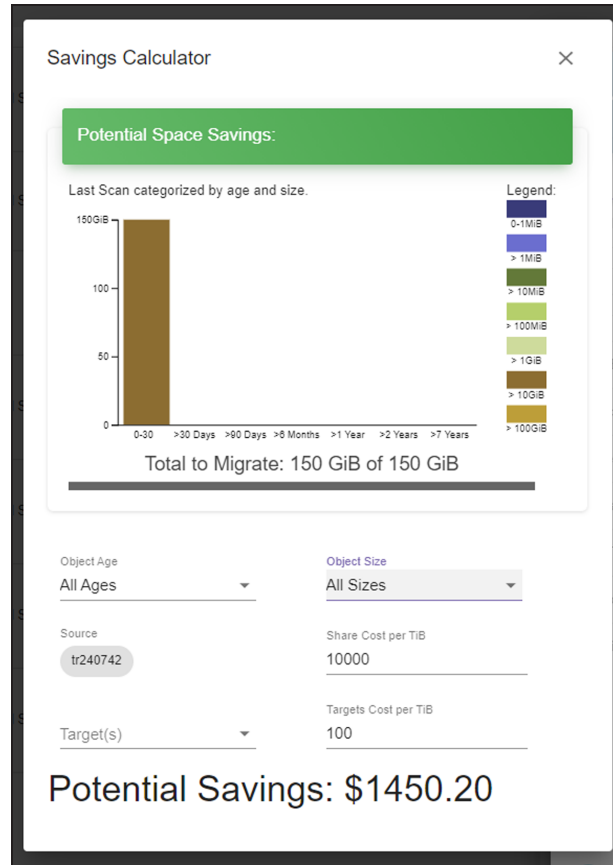 Savings Calculator
Potential Space Savings:
Last Scan categorized by age and size.
Legend:
0-1MiB
> 1MiB
> 10MiB
> 100MiB
> 1GiB
> 10GiB
> 100GiB
150GiB
100
50
0
0-30 >30 Days >90 Days >6 Months >1 Year >2 Years >7 Years
Total to Migrate: 150 GiB of 150 GiB
Object Age
All Ages
Object Size
All Sizes
Source
tr240742
Share Cost per TiB
10000
Target(s)
Targets Cost per TiB
100
Potential Savings: $1450.20